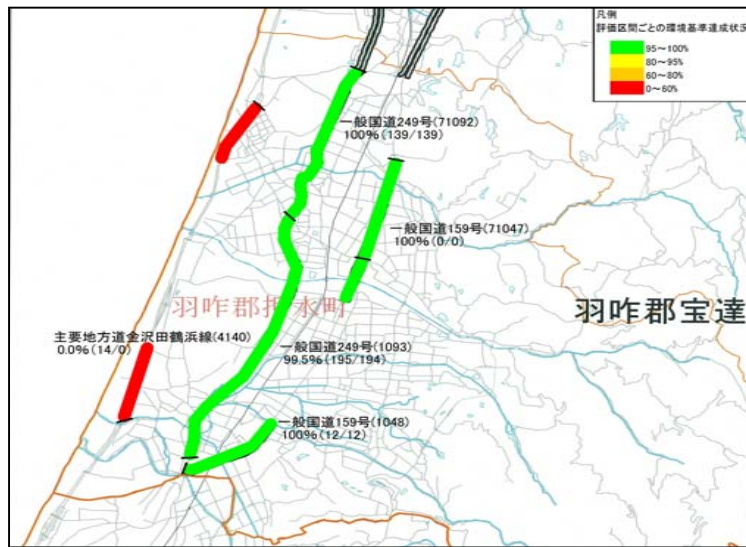 凡例
評価区間ごとの環境基準達成状況
95～100%
80～95%
60～80%
0～60%
一般国道249号(71092)
100%(139/139)
一般国道159号(71047)
100%(0/0)
羽咋郡押水町
羽咋郡宝達
主要地方道金沢田鶴浜線(4140)
0.0%(14/0)
一般国道249号(1093)
99.5%(195/194)
一般国道159号(1048)
100%(12/12)